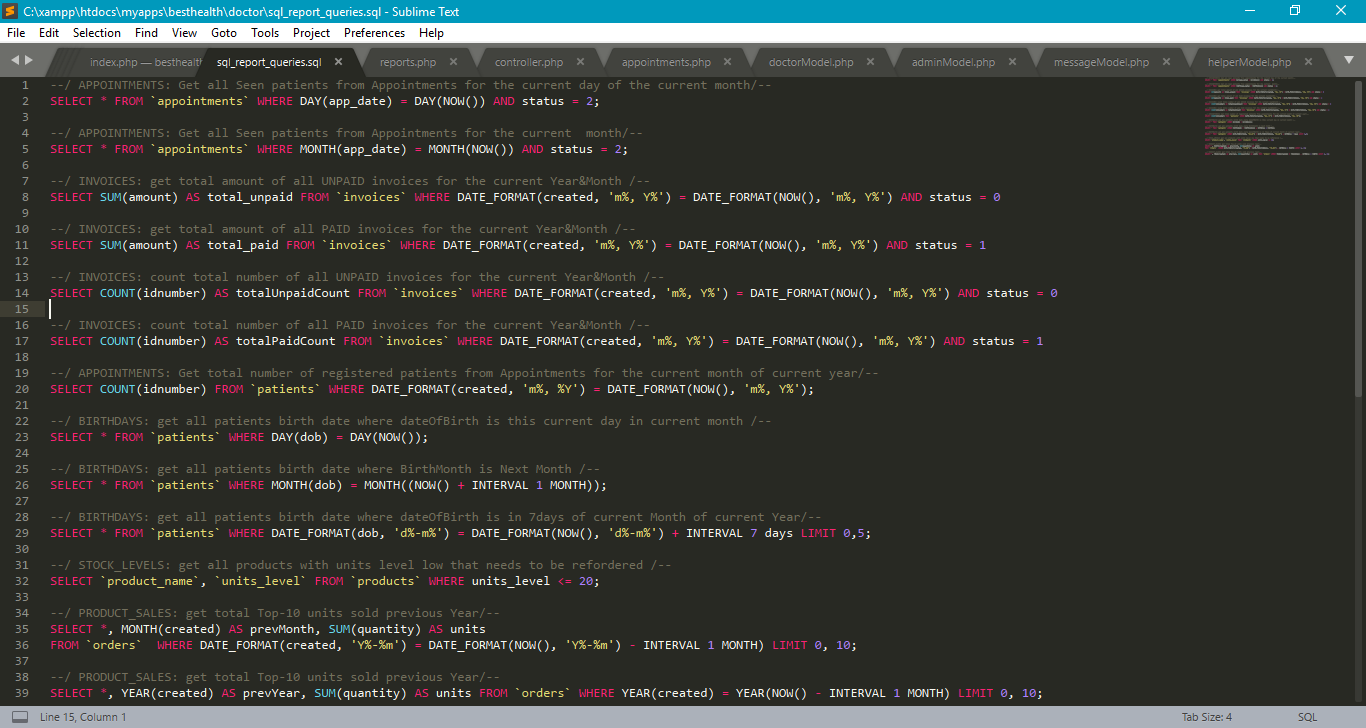 C:\xampp\htdocs\myapps\besthealth\doctor\sql_report_queries.sql - Sublime Text
File Edit Selection Find View Goto Tools Project Preferences Help
index.php — besthealth sql_report_queries.sql × reports.php × controller.php × appointments.php × doctorModel.php × adminModel.php × messageModel.php × helperModel.php ×
1 --/ APPOINTMENTS: Get all Seen patients from Appointments for the current day of the current month/--
2 SELECT * FROM `appointments` WHERE DAY(app_date) = DAY(NOW()) AND status = 2;
3
4 --/ APPOINTMENTS: Get all Seen patients from Appointments for the current  month/--
5 SELECT * FROM `appointments` WHERE MONTH(app_date) = MONTH(NOW()) AND status = 2;
6
7 --/ INVOICES: get total amount of all UNPAID invoices for the current Year&Month /--
8 SELECT SUM(amount) AS total_unpaid FROM `invoices` WHERE DATE_FORMAT(created, 'm%, Y%') = DATE_FORMAT(NOW(), 'm%, Y%') AND status = 0
9
10 --/ INVOICES: get total amount of all PAID invoices for the current Year&Month /--
11 SELECT SUM(amount) AS total_paid FROM `invoices` WHERE DATE_FORMAT(created, 'm%, Y%') = DATE_FORMAT(NOW(), 'm%, Y%') AND status = 1
12
13 --/ INVOICES: count total number of all UNPAID invoices for the current Year&Month /--
14 SELECT COUNT(idnumber) AS totalUnpaidCount FROM `invoices` WHERE DATE_FORMAT(created, 'm%, Y%') = DATE_FORMAT(NOW(), 'm%, Y%') AND status = 0
15
16 --/ INVOICES: count total number of all PAID invoices for the current Year&Month /--
17 SELECT COUNT(idnumber) AS totalPaidCount FROM `invoices` WHERE DATE_FORMAT(created, 'm%, Y%') = DATE_FORMAT(NOW(), 'm%, Y%') AND status = 1
18
19 --/ APPOINTMENTS: Get total number of registered patients from Appointments for the current month of current year/--
20 SELECT COUNT(idnumber) FROM `patients` WHERE DATE_FORMAT(created, 'm%, %Y') = DATE_FORMAT(NOW(), 'm%, Y%');
21
22 --/ BIRTHDAYS: get all patients birth date where dateOfBirth is this current day in current month /--
23 SELECT * FROM `patients` WHERE DAY(dob) = DAY(NOW());
24
25 --/ BIRTHDAYS: get all patients birth date where BirthMonth is Next Month /--
26 SELECT * FROM `patients` WHERE MONTH(dob) = MONTH((NOW() + INTERVAL 1 MONTH));
27
28 --/ BIRTHDAYS: get all patients birth date where dateOfBirth is in 7days of current Month of current Year/--
29 SELECT * FROM `patients` WHERE DATE_FORMAT(dob, 'd%-m%') = DATE_FORMAT(NOW(), 'd%-m%') + INTERVAL 7 days LIMIT 0,5;
30
31 --/ STOCK_LEVELS: get all products with units level low that needs to be refordered /--
32 SELECT `product_name`, `units_level` FROM `products` WHERE units_level <= 20;
33
34 --/ PRODUCT_SALES: get total Top-10 units sold previous Year/--
35 SELECT *, MONTH(created) AS prevMonth, SUM(quantity) AS units
36 FROM `orders`  WHERE DATE_FORMAT(created, 'Y%-%m') = DATE_FORMAT(NOW(), 'Y%-%m') - INTERVAL 1 MONTH) LIMIT 0, 10;
37
38 --/ PRODUCT_SALES: get total Top-10 units sold previous Year/--
39 SELECT *, YEAR(created) AS prevYear, SUM(quantity) AS units FROM `orders` WHERE YEAR(created) = YEAR(NOW() - INTERVAL 1 MONTH) LIMIT 0, 10;
Line 15, Column 1 Tab Size: 4 SQL